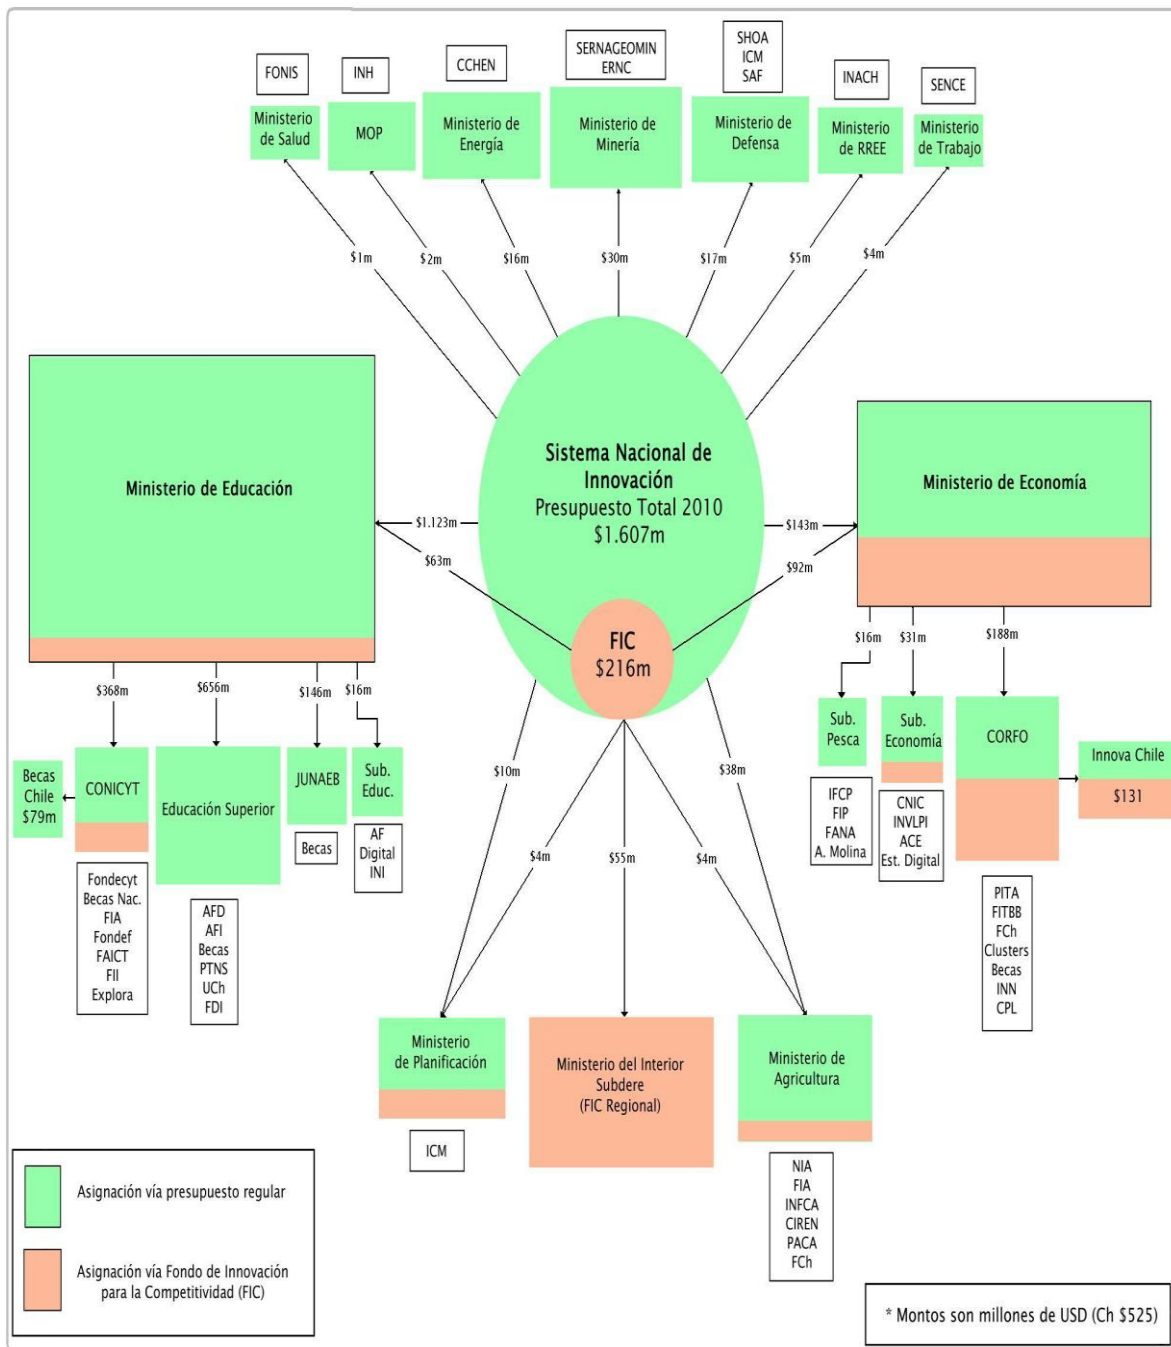 FONIS
INH
CCHEN
SERNAGEOMIN
ERNC
SHOA
ICM
SAF
INACH
SENCE
Ministerio
de Salud
MOP
Ministerio de
Energía
Ministerio de
Minería
Ministerio de
Defensa
Ministerio
de RREE
Ministerio
de Trabajo
$1m
$2m
$16m
$30m
$17m
$5m
$4m
Ministerio de Educación
Sistema Nacional de
Innovación
Presupuesto Total 2010
$1.607m
Ministerio de Economía
$1.123m
$63m
$143m
$92m
FIC
$216m
$368m
$656m
$146m
$16m
$16m
$31m
$188m
Becas
Chile
$79m
CONICYT
Educación Superior
JUNAEB
Sub.
Educ.
Becas
AF
Digital
INI
Fondecyt
Becas Nac.
FIA
Fondef
FAICT
FII
Explora
AFD
AFI
Becas
PTNS
UCh
FDI
Sub.
Pesca
Sub.
Economía
CORFO
Innova Chile
$131
IFCP
FIP
FANA
A. Molina
CNIC
INVLPI
ACE
Est. Digital
PITA
FITBB
FCh
Clusters
Becas
INN
CPL
$10m
$4m
$55m
$4m
$38m
Ministerio
de Planificación
Ministerio del Interior
Subdere
(FIC Regional)
Ministerio de
Agricultura
ICM
NIA
FIA
INFCA
CIREN
PACA
FCh
Asignación vía presupuesto regular
Asignación vía Fondo de Innovación
para la Competitividad (FIC)
* Montos son millones de USD (Ch $525)